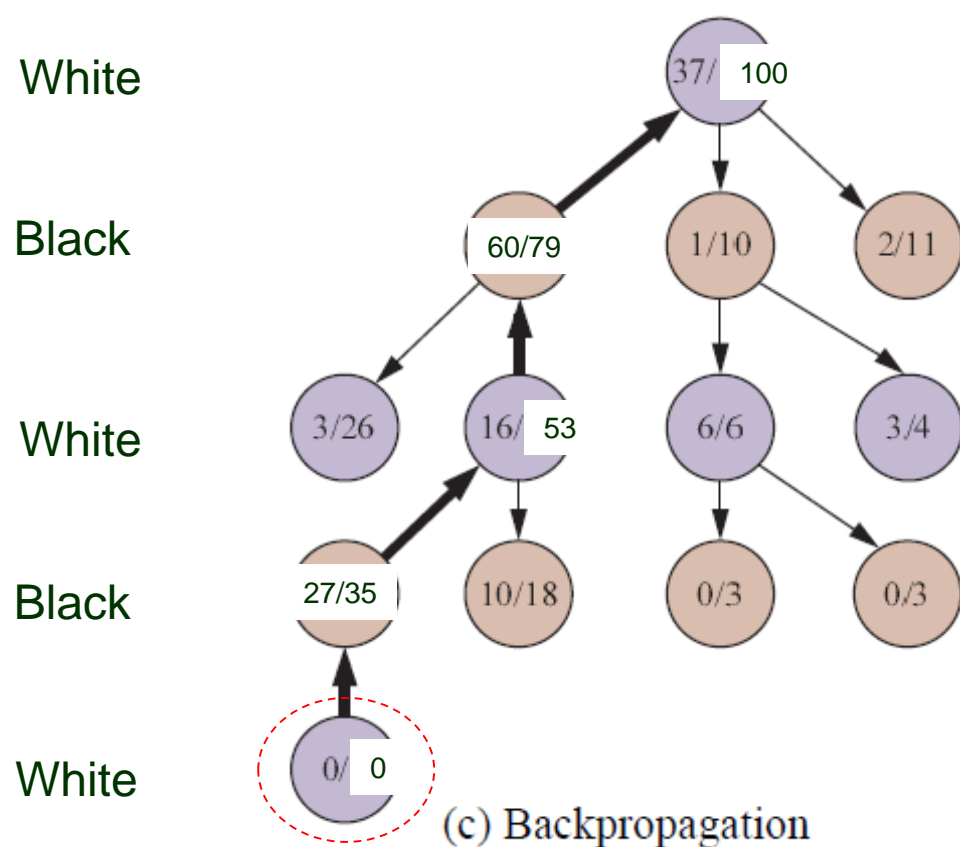 White
37/ 100
Black
60/79
1/10
2/11
White
3/26
16/ 53
6/6
3/4
Black
27/35
10/18
0/3
0/3
White
0/ 0
(c) Backpropagation